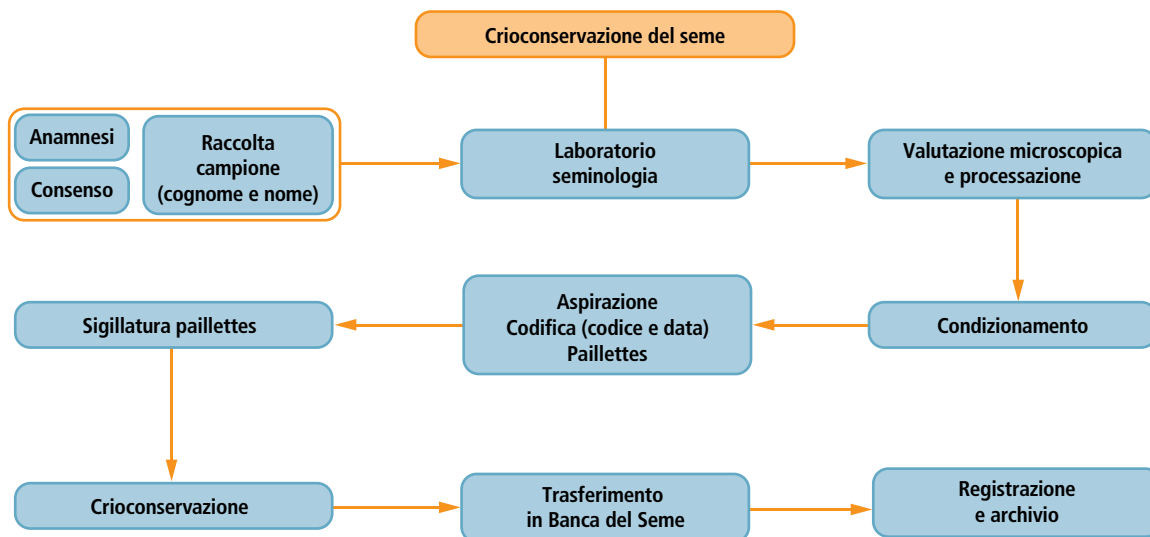 Crioconservazione del seme
Anamnesi
Consenso
Raccolta
campione
(cognome e nome)
Laboratorio
seminologia
Valutazione microscopica
e processazione
Condizionamento
Aspirazione
Codifica (codice e data)
Paillettes
Sigillatura paillettes
Crioconservazione
Trasferimento
in Banca del Seme
Registrazione
e archivio